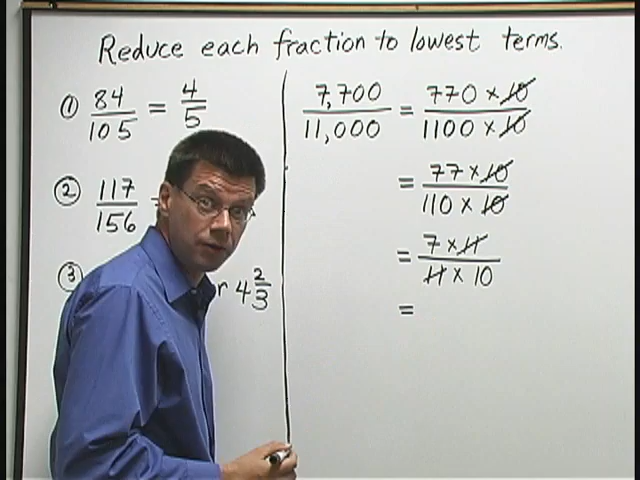 Reduce each fraction to lowest terms.
① 84/105 = 4/5
② 117/156 =
③ r 4 2/3
7,700/11,000 = 770 × 10/1100 × 10
= 77 × 10/110 × 10
= 7 × 11/11 × 10
=